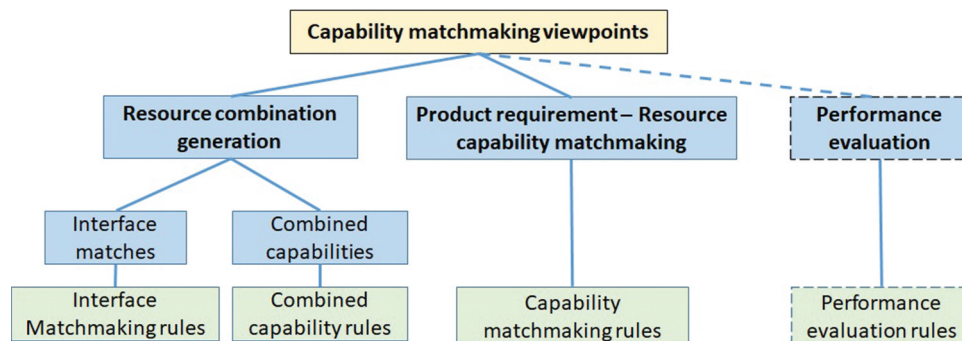 Capability matchmaking viewpoints
Resource combination
generation
Product requirement – Resource
capability matchmaking
Performance
evaluation
Interface
matches
Combined
capabilities
Interface
Matchmaking rules
Combined
capability rules
Capability
matchmaking rules
Performance
evaluation rules